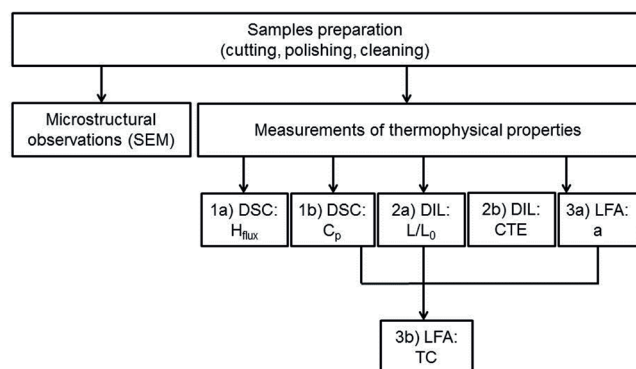 Samples preparation
(cutting, polishing, cleaning)
Microstructural
observations (SEM)
Measurements of thermophysical properties
1a) DSC:
Hflux
1b) DSC:
Cp
2a) DIL:
L/L0
2b) DIL:
CTE
3a) LFA:
a
3b) LFA:
TC